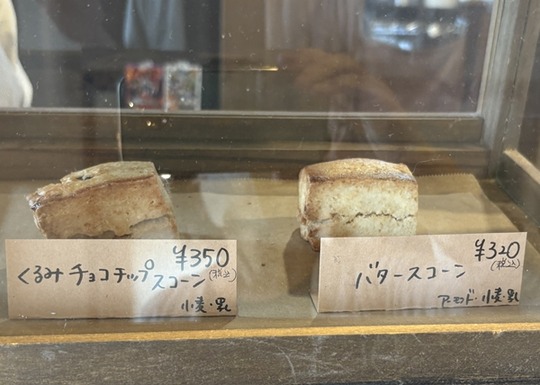 ¥350
(税込)
くるみチョコチップスコーン
小麦・乳
¥320
(税込)
バタースコーン
アーモンド・小麦・乳